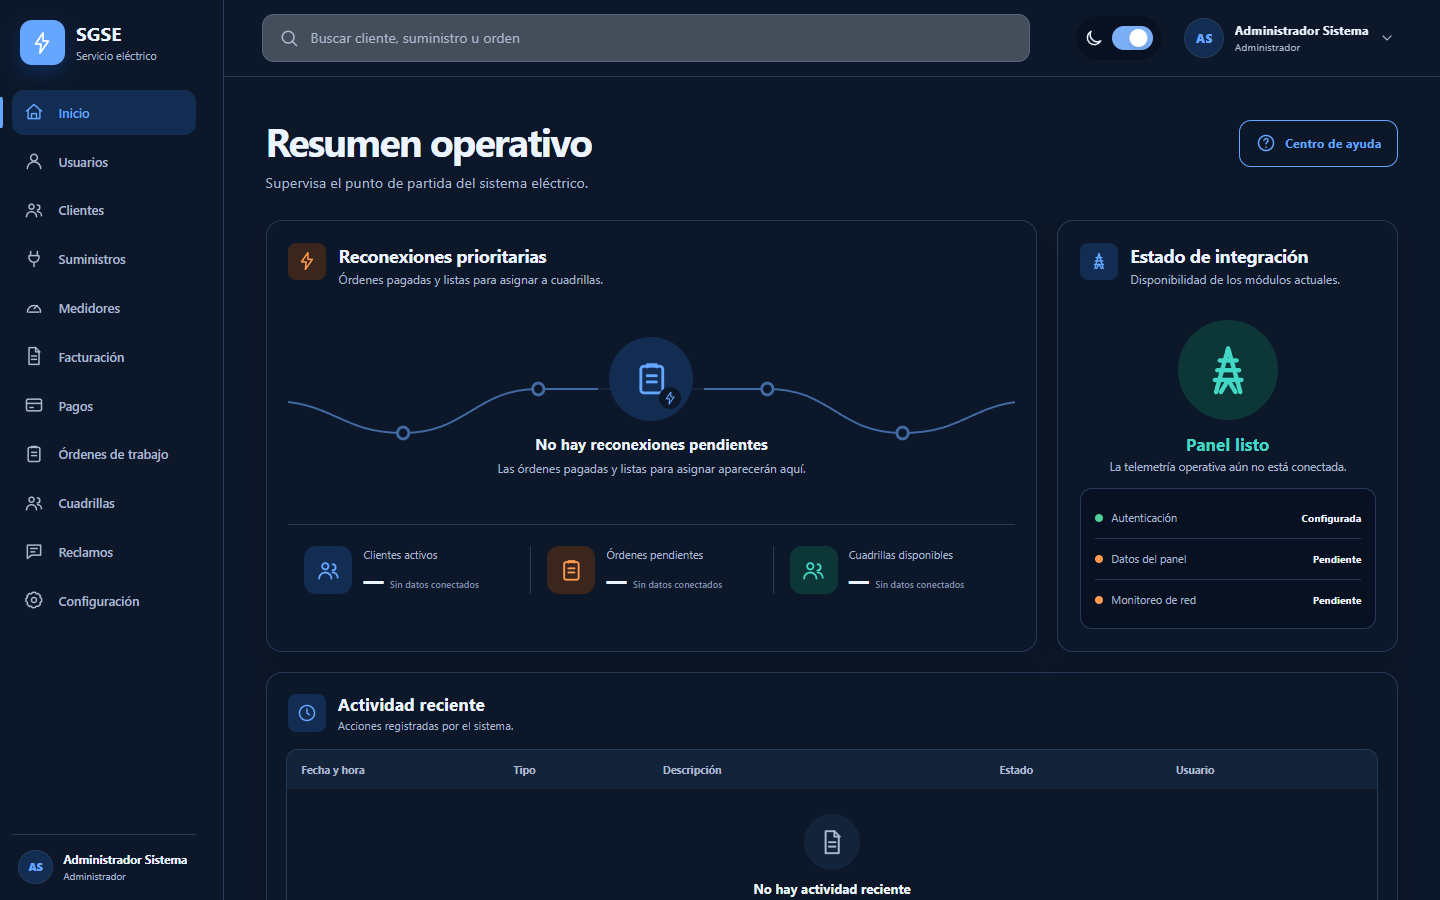 SGSE
Servicio eléctrico
Buscar cliente, suministro u orden
AS
Administrador Sistema
Administrador
Inicio
Usuarios
Clientes
Suministros
Medidores
Facturación
Pagos
Órdenes de trabajo
Cuadrillas
Reclamos
Configuración
AS
Administrador Sistema
Administrador
Resumen operativo
Supervisa el punto de partida del sistema eléctrico.
Centro de ayuda
Reconexiones prioritarias
Órdenes pagadas y listas para asignar a cuadrillas.
No hay reconexiones pendientes
Las órdenes pagadas y listas para asignar aparecerán aquí.
Clientes activos
— Sin datos conectados
Órdenes pendientes
— Sin datos conectados
Cuadrillas disponibles
— Sin datos conectados
Estado de integración
Disponibilidad de los módulos actuales.
Panel listo
La telemetría operativa aún no está conectada.
Autenticación Configurada
Datos del panel Pendiente
Monitoreo de red Pendiente
Actividad reciente
Acciones registradas por el sistema.
Fecha y hora Tipo Descripción Estado Usuario
No hay actividad reciente